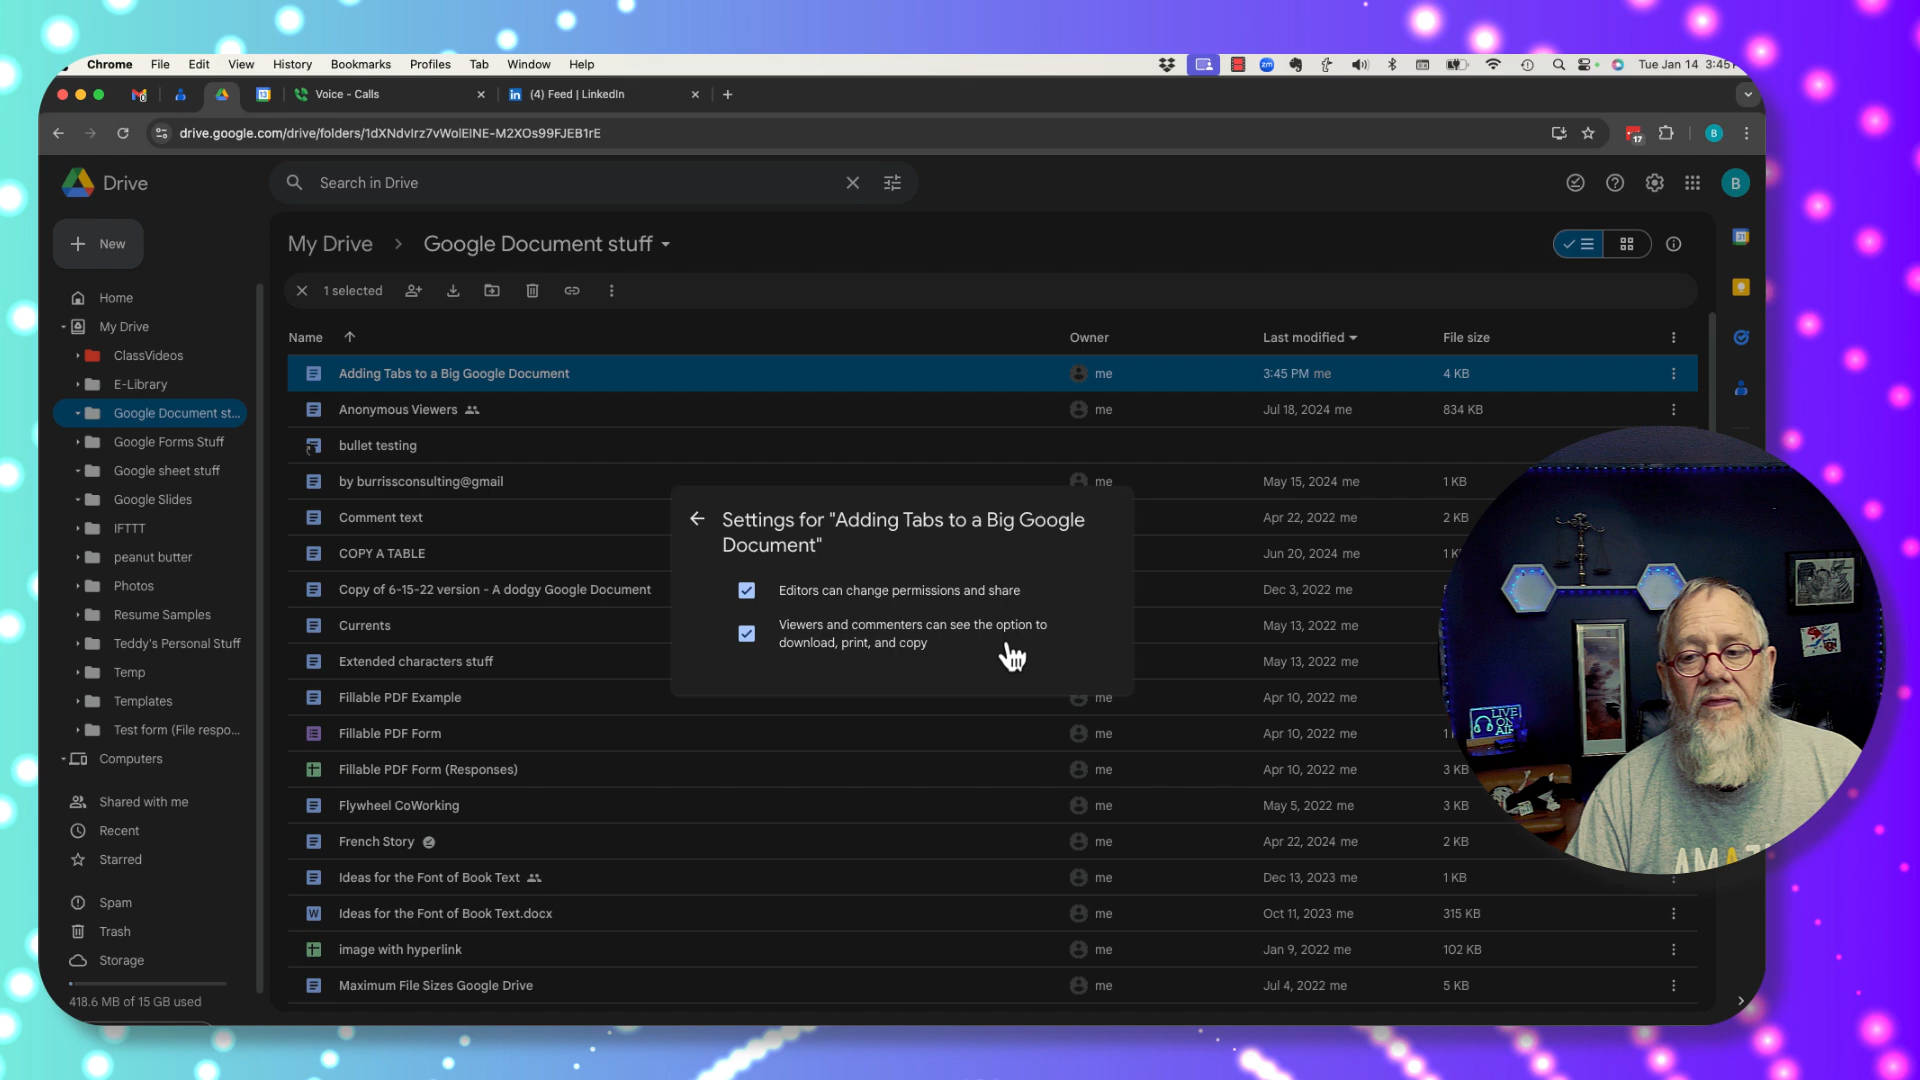 Chrome File Edit View History Bookmarks Profiles Tab Window Help Tue Jan 14 3:45
Voice - Calls (4) Feed | LinkedIn
drive.google.com/drive/folders/1dXNdvIrz7vWolEINE-M2XOs99FJEB1rE 17 B
Drive Search in Drive B
New My Drive Google Document stuff
1 selected
Name Owner Last modified File size
Home
My Drive
ClassVideos
E-Library
Google Document st...
Google Forms Stuff
Google sheet stuff
Google Slides
IFTTT
peanut butter
Photos
Resume Samples
Teddy's Personal Stuff
Temp
Templates
Test form (File respo...
Computers
Shared with me
Recent
Starred
Spam
Trash
Storage
418.6 MB of 15 GB used
Adding Tabs to a Big Google Document me 3:45 PM me 4 KB
Anonymous Viewers me Jul 18, 2024 me 834 KB
bullet testing
by burrissconsulting@gmail me May 15, 2024 me 1 KB
Comment text Apr 22, 2022 me 2 KB
COPY A TABLE Jun 20, 2024 me
Copy of 6-15-22 version - A dodgy Google Document Dec 3, 2022 me
Currents May 13, 2022 me
Extended characters stuff May 13, 2022 me
Fillable PDF Example me Apr 10, 2022 me
Fillable PDF Form me Apr 10, 2022 me
Fillable PDF Form (Responses) me Apr 10, 2022 me 3 KB
Flywheel CoWorking me May 5, 2022 me 3 KB
French Story me Apr 22, 2024 me 2 KB
Ideas for the Font of Book Text me Dec 13, 2023 me 1 KB
Ideas for the Font of Book Text.docx me Oct 11, 2023 me 315 KB
image with hyperlink me Jan 9, 2022 me 102 KB
Maximum File Sizes Google Drive me Jul 4, 2022 me 5 KB
Settings for "Adding Tabs to a Big Google
Document"
Editors can change permissions and share
Viewers and commenters can see the option to
download, print, and copy
LIVE
ON
AIR